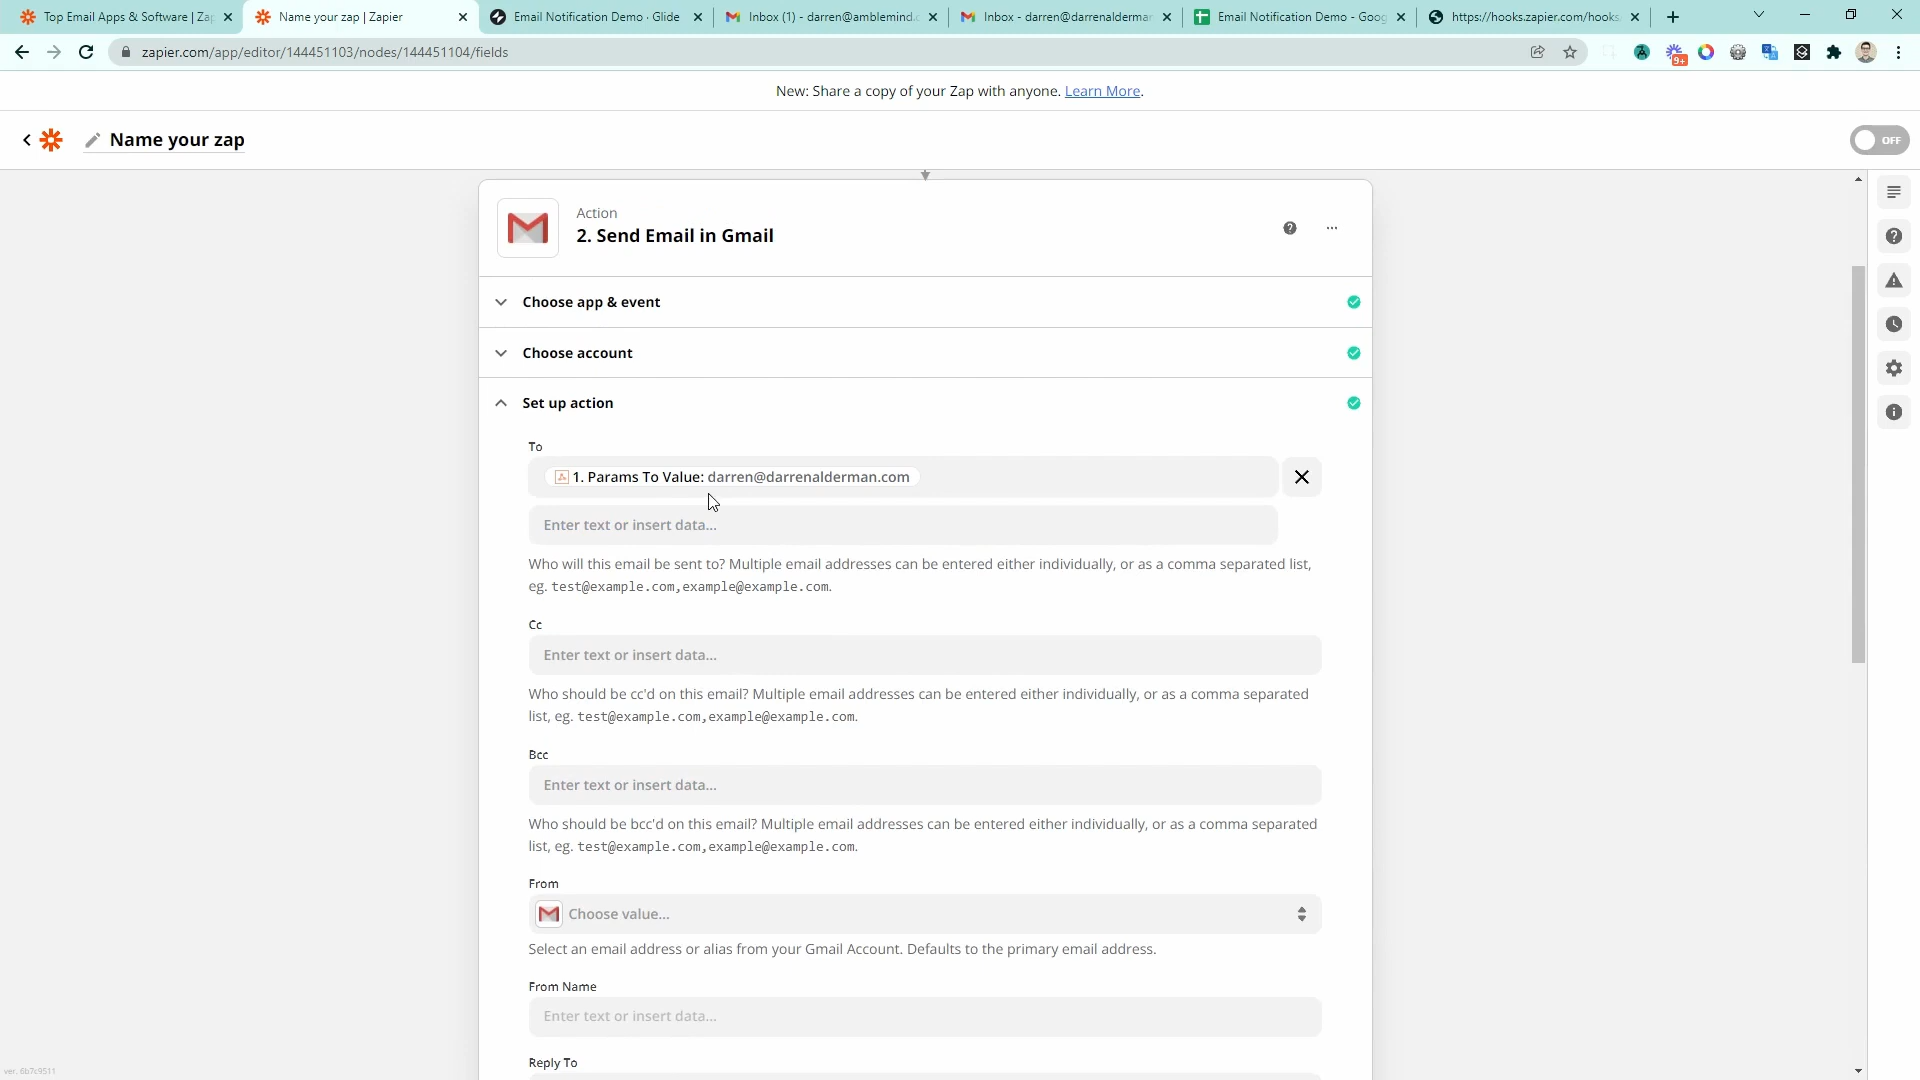 Top Email Apps & Software | Zap
Name your zap | Zapier
Email Notification Demo · Glide
Inbox (1) - darren@amblemind.c
Inbox - darren@darrenalderman
Email Notification Demo - Goog
https://hooks.zapier.com/hooks
zapier.com/app/editor/144451103/nodes/144451104/fields
9+
New: Share a copy of your Zap with anyone. Learn More.
Name your zap
OFF
Action
2. Send Email in Gmail
Choose app & event
Choose account
Set up action
To
1. Params To Value: darren@darrenalderman.com
Enter text or insert data...
Who will this email be sent to? Multiple email addresses can be entered either individually, or as a comma separated list,
eg. test@example.com,example@example.com.
Cc
Enter text or insert data...
Who should be cc'd on this email? Multiple email addresses can be entered either individually, or as a comma separated
list, eg. test@example.com,example@example.com.
Bcc
Enter text or insert data...
Who should be bcc'd on this email? Multiple email addresses can be entered either individually, or as a comma separated
list, eg. test@example.com,example@example.com.
From
Choose value...
Select an email address or alias from your Gmail Account. Defaults to the primary email address.
From Name
Enter text or insert data...
Reply To
ver. 6b7c9511